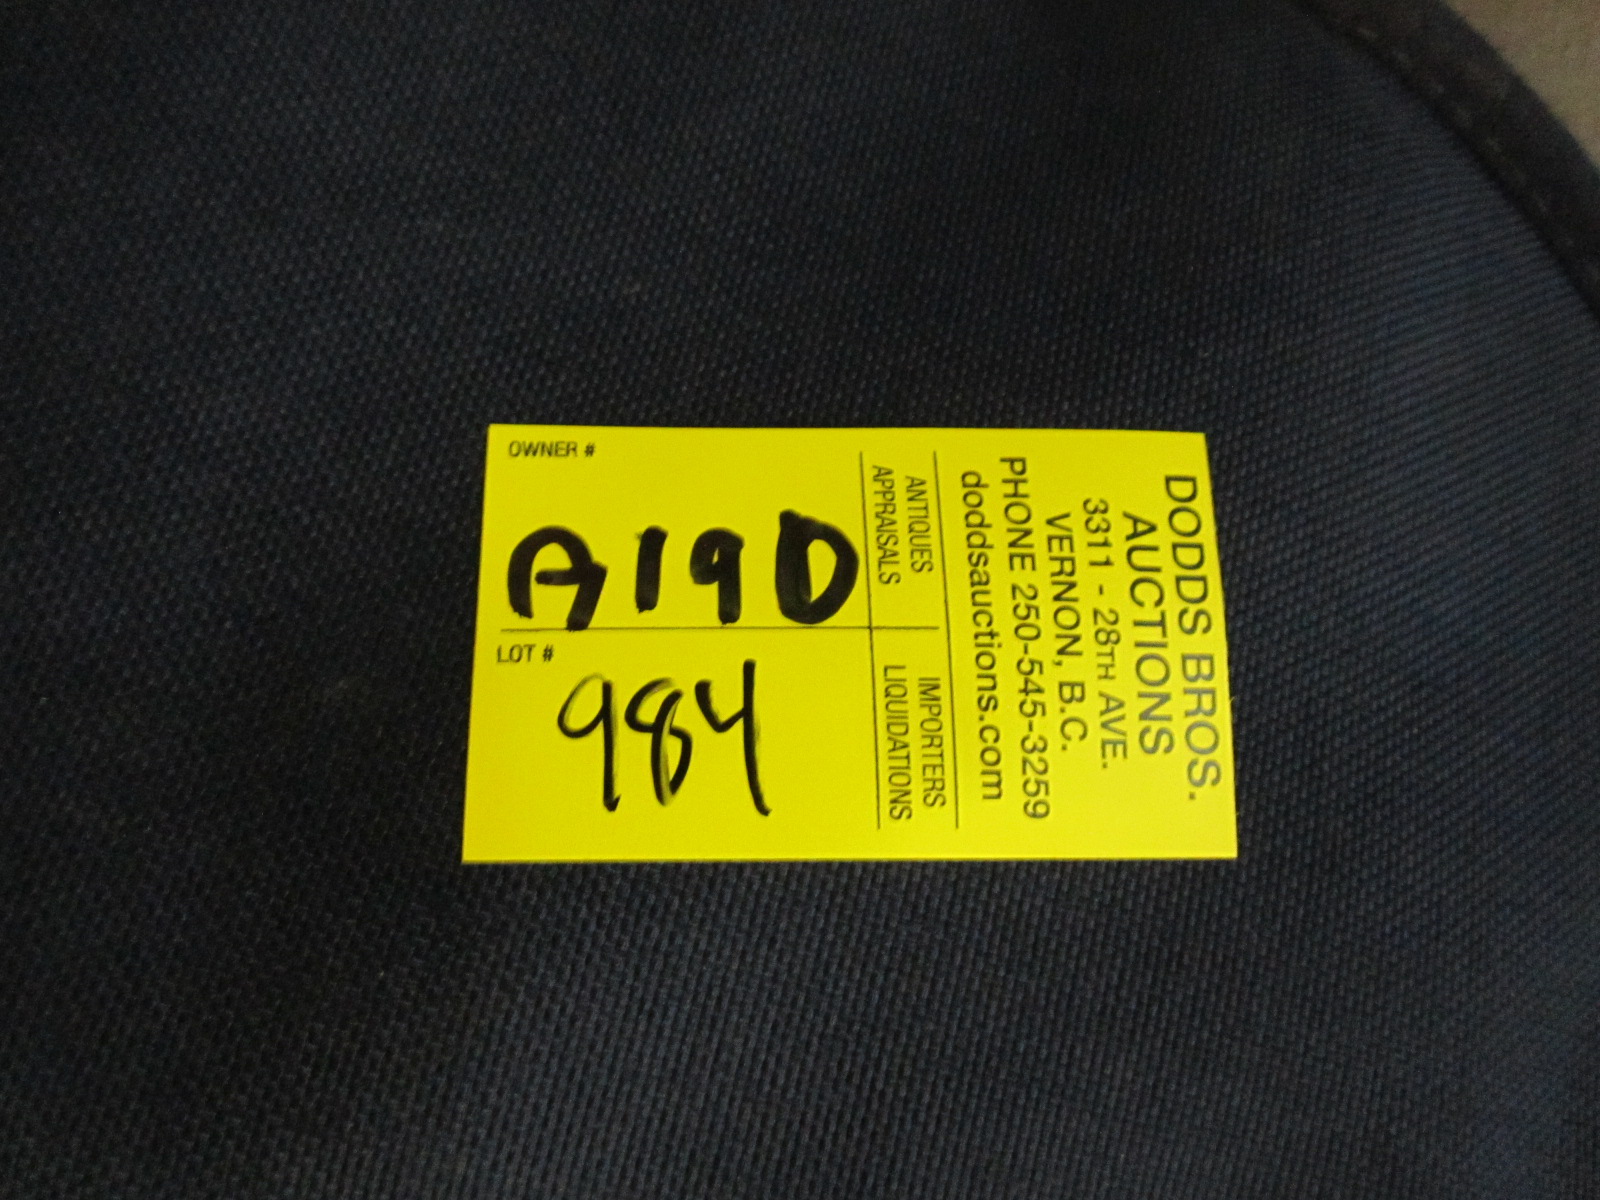 OWNER #
A190
LOT #
984
DODDS BROS.
AUCTIONS
3311 - 28TH AVE.
VERNON, B.C.
PHONE 250-545-3259
doddsauctions.com
ANTIQUES IMPORTERS
APPRAISALS LIQUIDATIONS